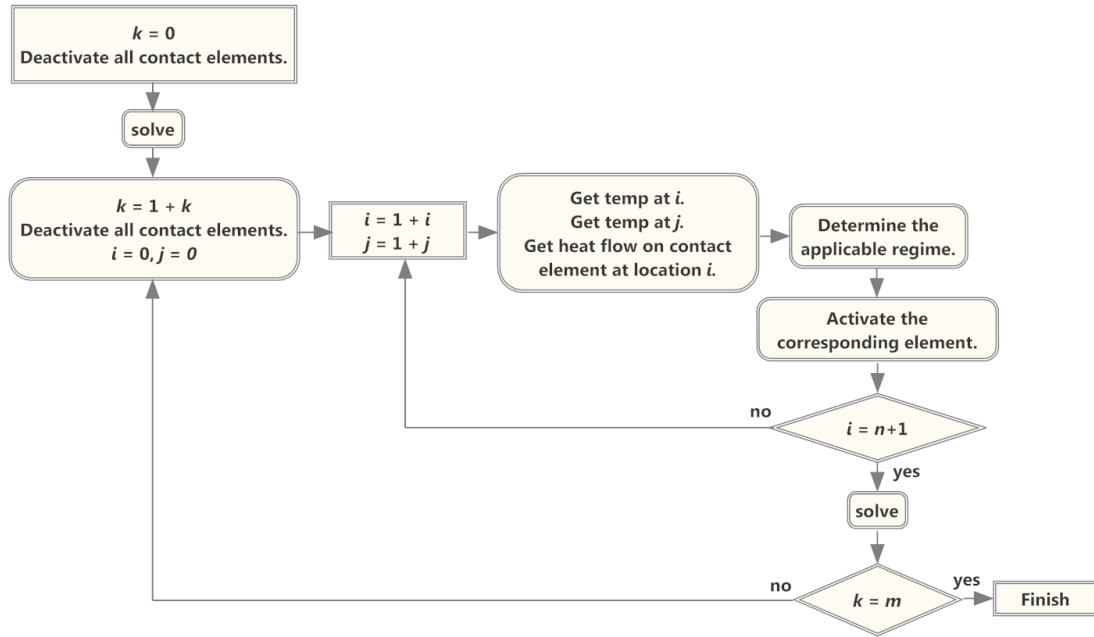 k = 0
Deactivate all contact elements.
solve
k = 1 + k
Deactivate all contact elements.
i = 0, j = 0
i = 1 + i
j = 1 + j
Get temp at i.
Get temp at j.
Get heat flow on contact
element at location i.
Determine the
applicable regime.
Activate the
corresponding element.
no
i = n+1
yes
solve
no
k = m
yes
Finish